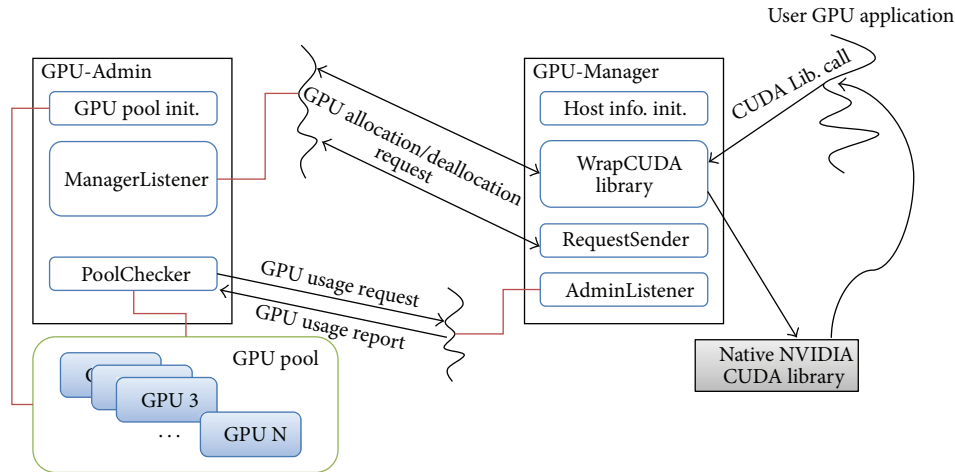 User GPU application
GPU-Admin
GPU pool init.
ManagerListener
PoolChecker
GPU allocation/deallocation
request
GPU usage request
GPU usage report
GPU-Manager
Host info. init.
WrapCUDA
library
RequestSender
AdminListener
CUDA Lib. call
Native NVIDIA
CUDA library
GPU pool
GPU 3
...
GPU N